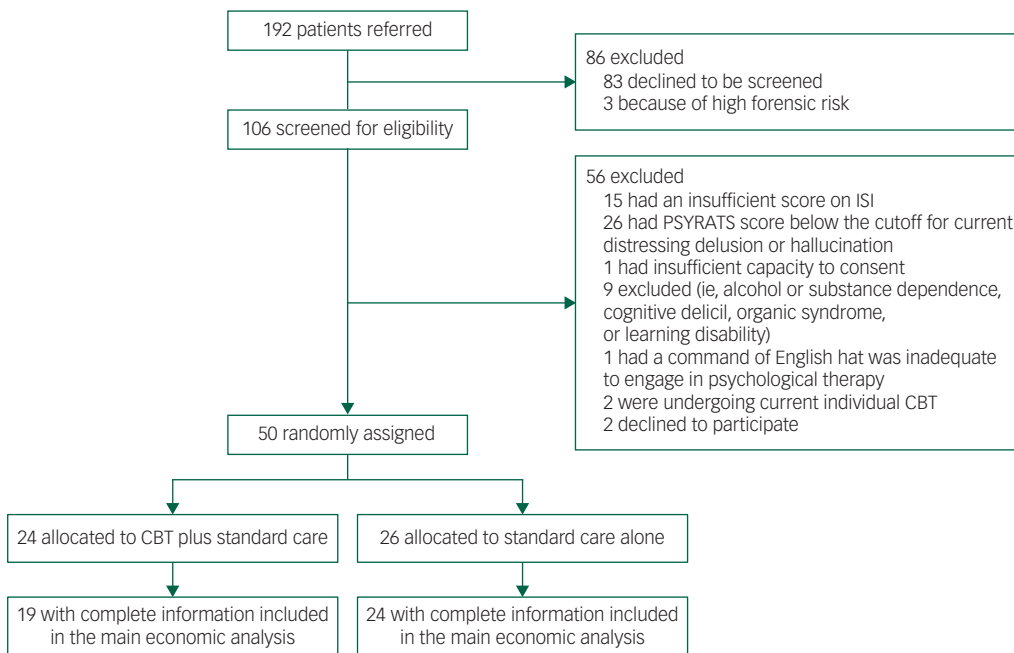 192 patients referred
86 excluded
83 declined to be screened
3 because of high forensic risk
106 screened for eligibility
56 excluded
15 had an insufficient score on ISI
26 had PSYRATS score below the cutoff for current
distressing delusion or hallucination
1 had insufficient capacity to consent
9 excluded (ie, alcohol or substance dependence,
cognitive delicil, organic syndrome,
or learning disability)
1 had a command of English hat was inadequate
to engage in psychological therapy
2 were undergoing current individual CBT
2 declined to participate
50 randomly assigned
24 allocated to CBT plus standard care
26 allocated to standard care alone
19 with complete information included
in the main economic analysis
24 with complete information included
in the main economic analysis